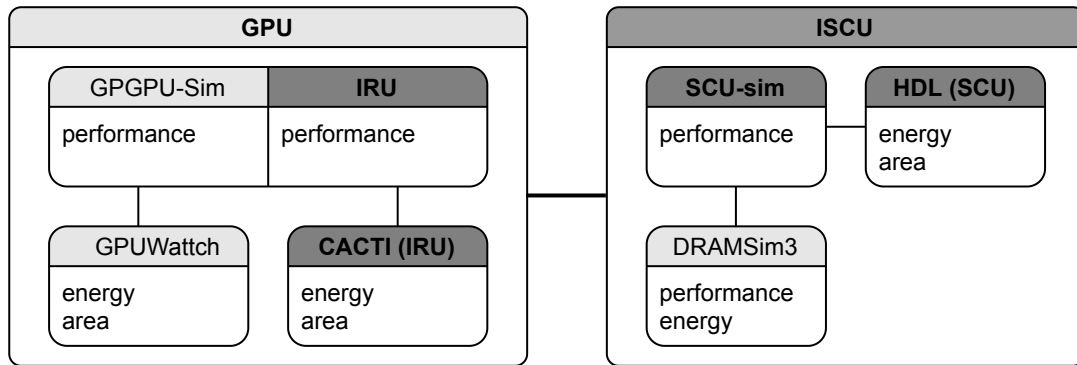 GPU
GPGPU-Sim
performance
IRU
performance
GPUWattch
energy
area
CACTI (IRU)
energy
area
ISCU
SCU-sim
performance
HDL (SCU)
energy
area
DRAMSim3
performance
energy